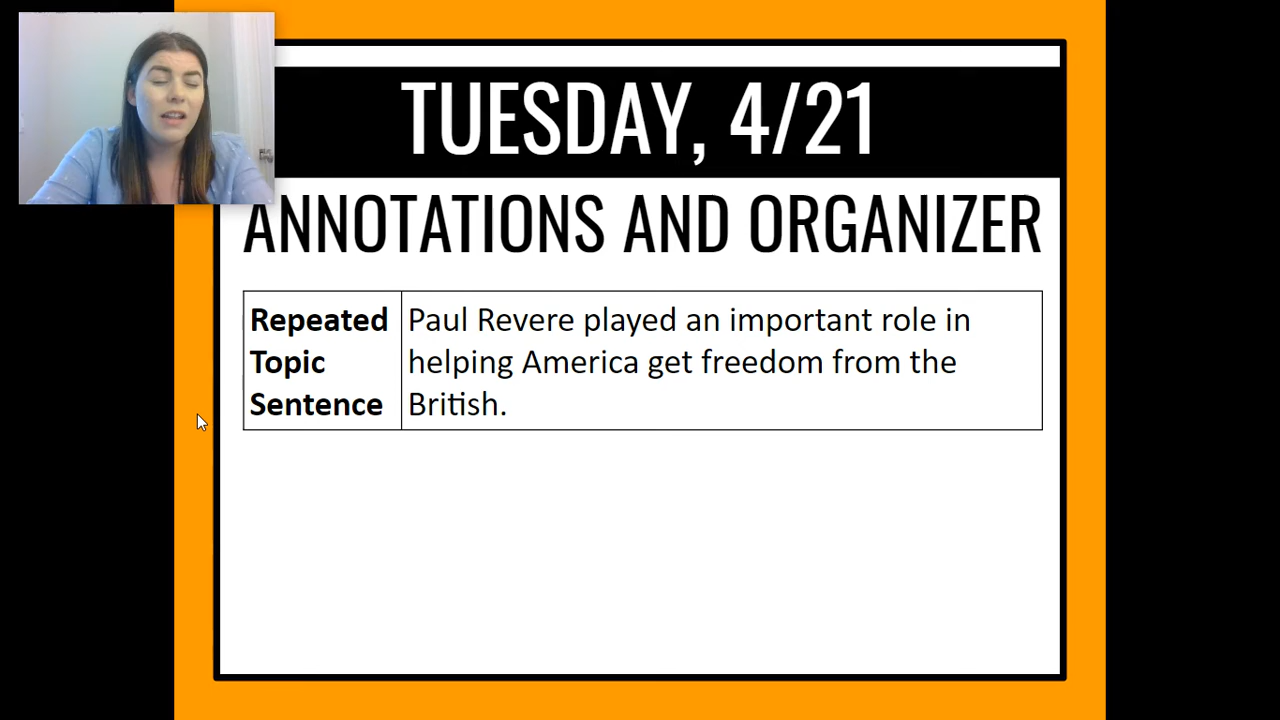 TUESDAY, 4/21
ANNOTATIONS AND ORGANIZER
Repeated
Topic
Sentence
Paul Revere played an important role in
helping America get freedom from the
British.